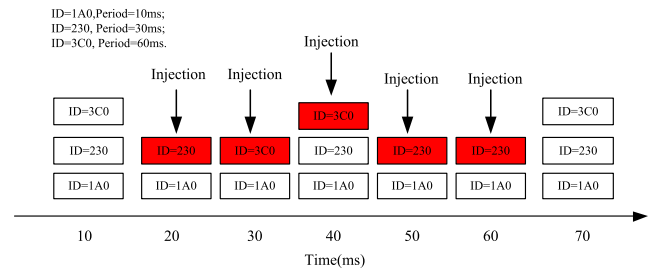 ID=1A0,Period=10ms;
ID=230, Period=30ms;
ID=3C0, Period=60ms.
Injection
Injection Injection Injection Injection
ID=3C0 ID=3C0 ID=3C0
ID=230 ID=230 ID=3C0 ID=230 ID=230 ID=230 ID=230
ID=1A0 ID=1A0 ID=1A0 ID=1A0 ID=1A0 ID=1A0 ID=1A0
10 20 30 40 50 60 70
Time(ms)